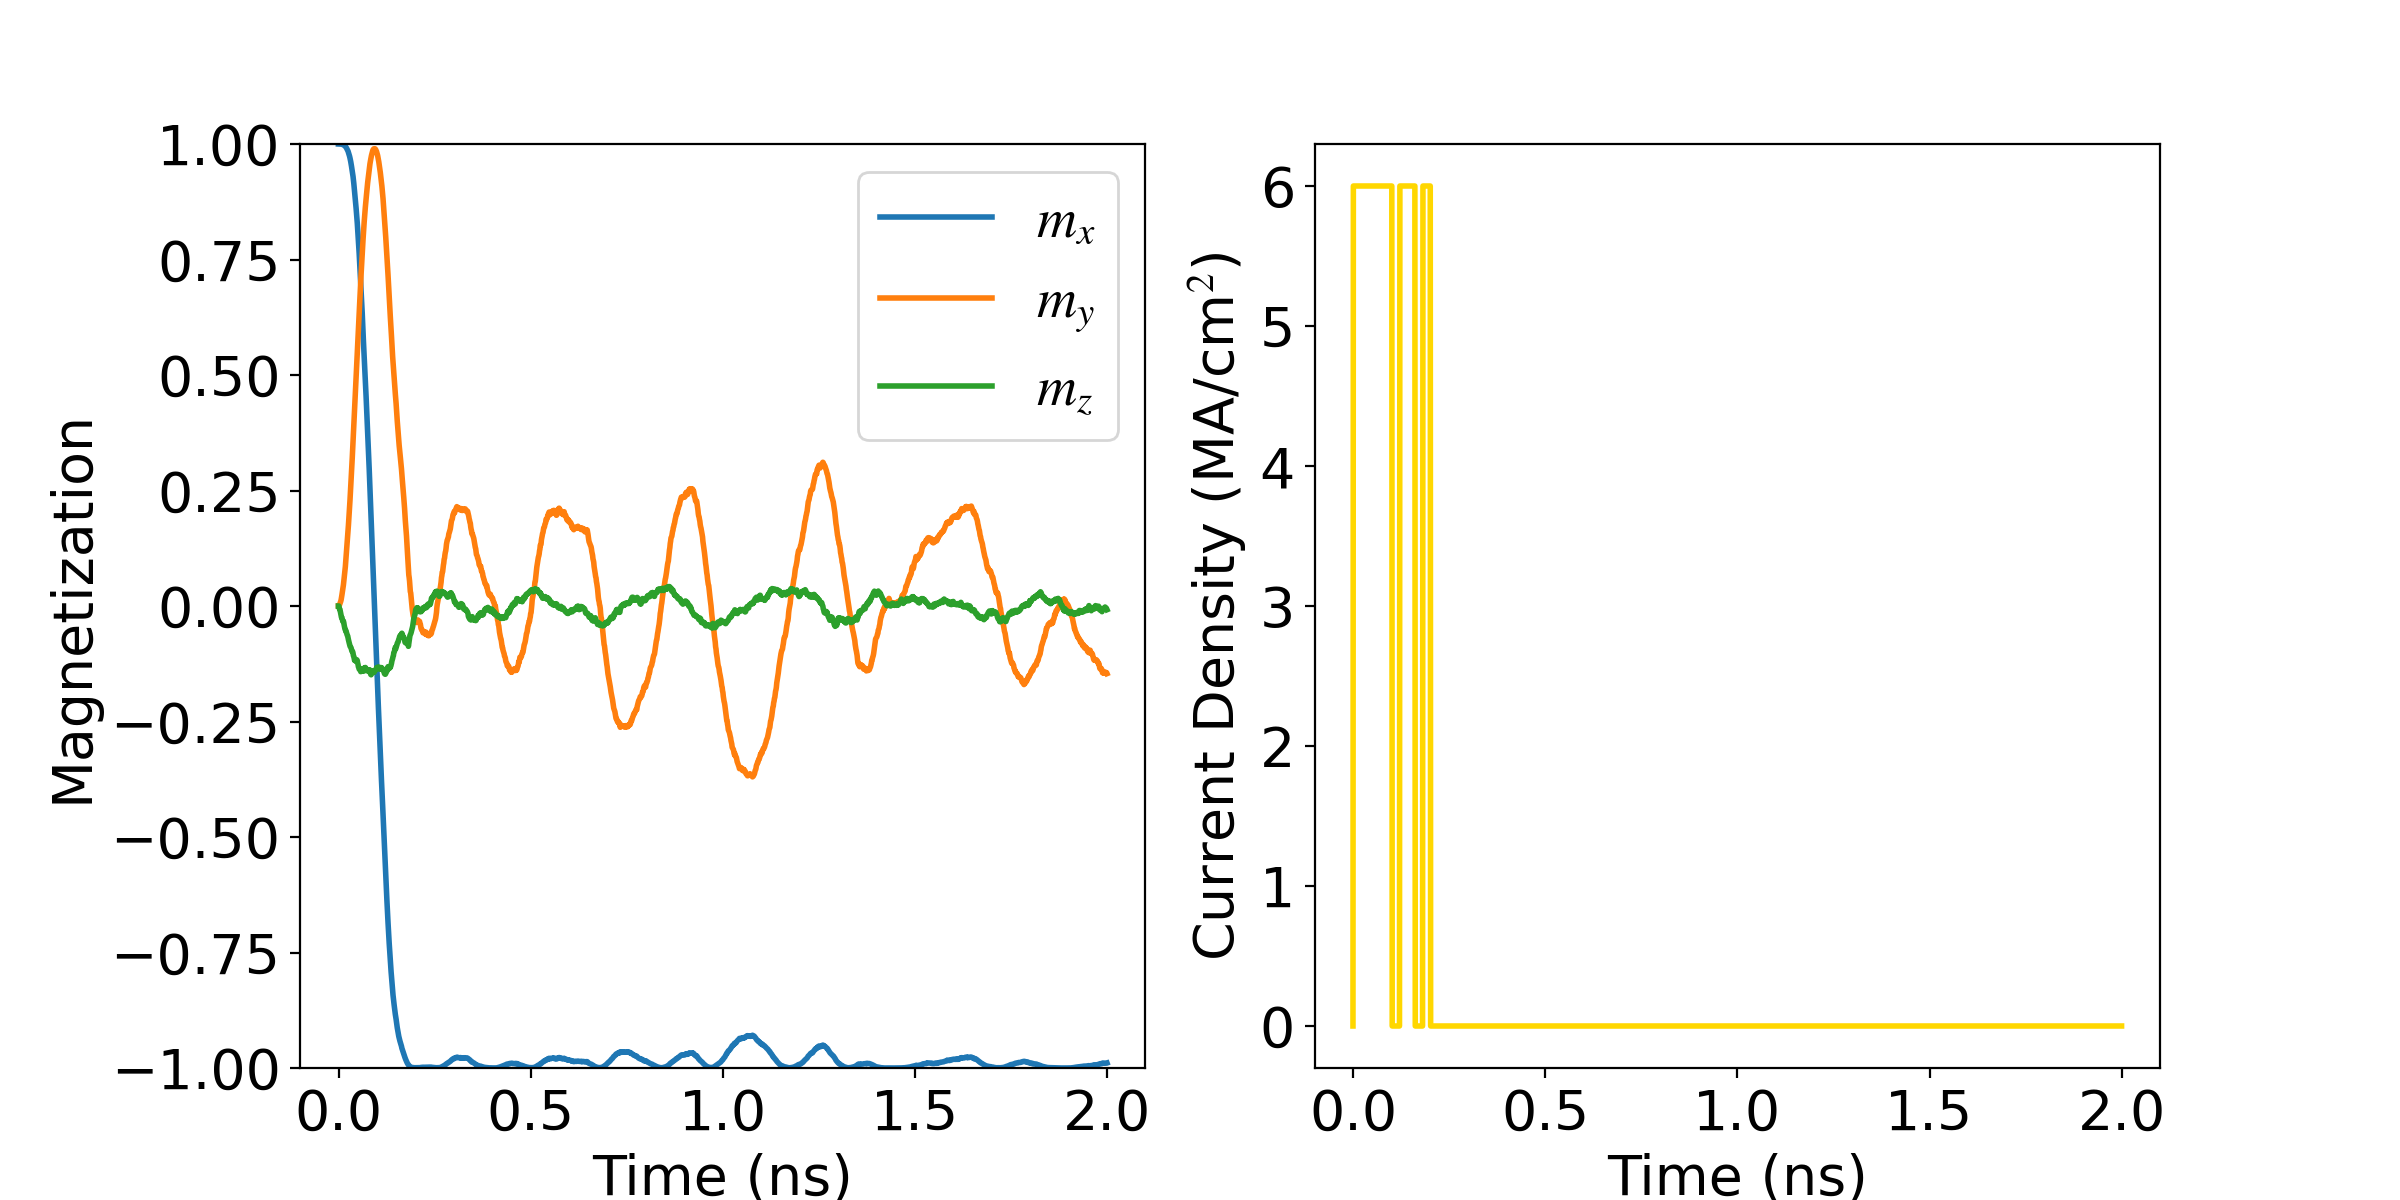 Magnetization
1.00
0.75
0.50
0.25
0.00
−0.25
−0.50
−0.75
−1.00
0.0 0.5 1.0 1.5 2.0
Time (ns)
m_x
m_y
m_z
Current Density (MA/cm²)
6
5
4
3
2
1
0
0.0 0.5 1.0 1.5 2.0
Time (ns)